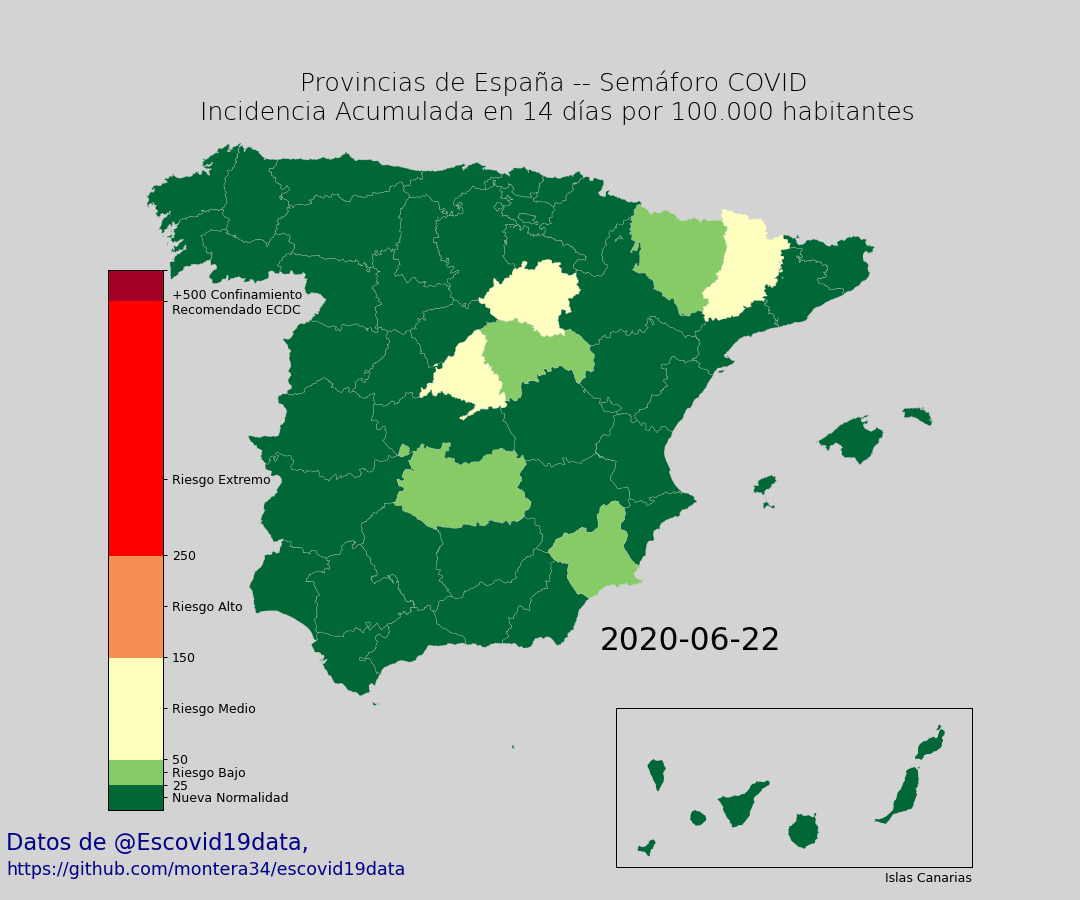 Provincias de España -- Semáforo COVID
Incidencia Acumulada en 14 días por 100.000 habitantes
+500 Confinamiento
Recomendado ECDC
Riesgo Extremo
250
Riesgo Alto
150
Riesgo Medio
50
Riesgo Bajo
25
Nueva Normalidad
2020-06-22
Islas Canarias
Datos de @Escovid19data,
https://github.com/montera34/escovid19data